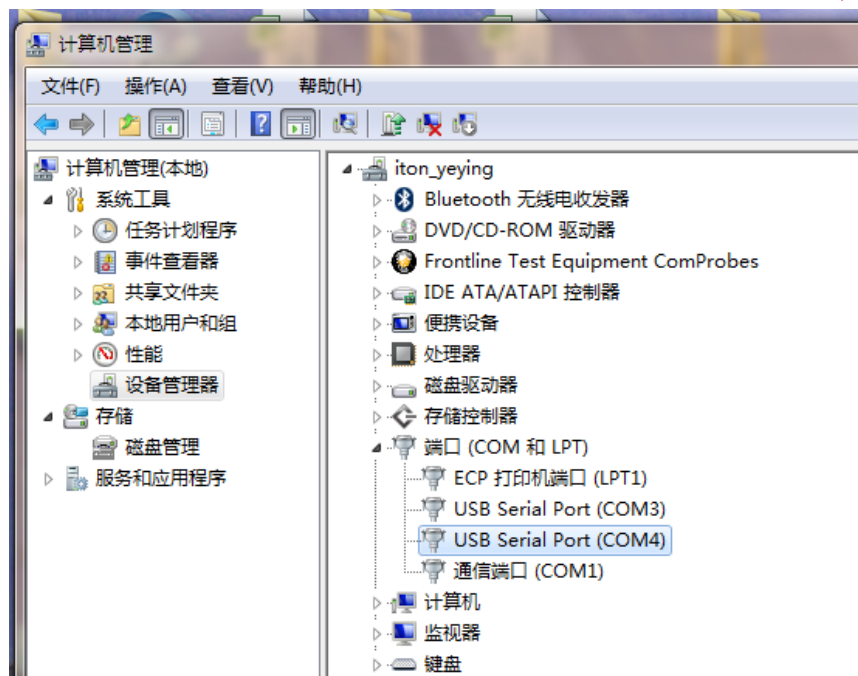 计算机管理
文件(F) 操作(A) 查看(V) 帮助(H)
计算机管理(本地)
系统工具
任务计划程序
事件查看器
共享文件夹
本地用户和组
性能
设备管理器
存储
磁盘管理
服务和应用程序
iton_yeying
Bluetooth 无线电收发器
DVD/CD-ROM 驱动器
Frontline Test Equipment ComProbes
IDE ATA/ATAPI 控制器
便携设备
处理器
磁盘驱动器
存储控制器
端口 (COM 和 LPT)
ECP 打印机端口 (LPT1)
USB Serial Port (COM3)
USB Serial Port (COM4)
通信端口 (COM1)
计算机
监视器
键盘